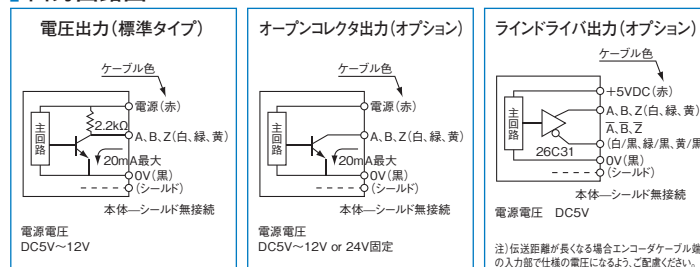 電圧出力(標準タイプ)
ケーブル色
電源(赤)
2.2kΩ
A、B、Z(白、緑、黄)
主回路
20mA最大
0V(黒)
(シールド)
本体―シールド無接続
電源電圧
DC5V～12V
オープンコレクタ出力(オプション)
ケーブル色
電源(赤)
A、B、Z(白、緑、黄)
主回路
20mA最大
0V(黒)
(シールド)
本体―シールド無接続
電源電圧
DC5V～12V or 24V固定
ラインドライバ出力(オプション)
ケーブル色
+5VDC(赤)
A、B、Z(白、緑、黄)
主回路
A̅、B̅、Z̅
(白/黒、緑/黒、黄/黒
26C31
0V(黒)
(シールド)
本体―シールド無接続
電源電圧 DC5V
注)伝送距離が長くなる場合エンコーダケーブル端
の入力部で仕様の電圧になるよう、ご配慮ください。